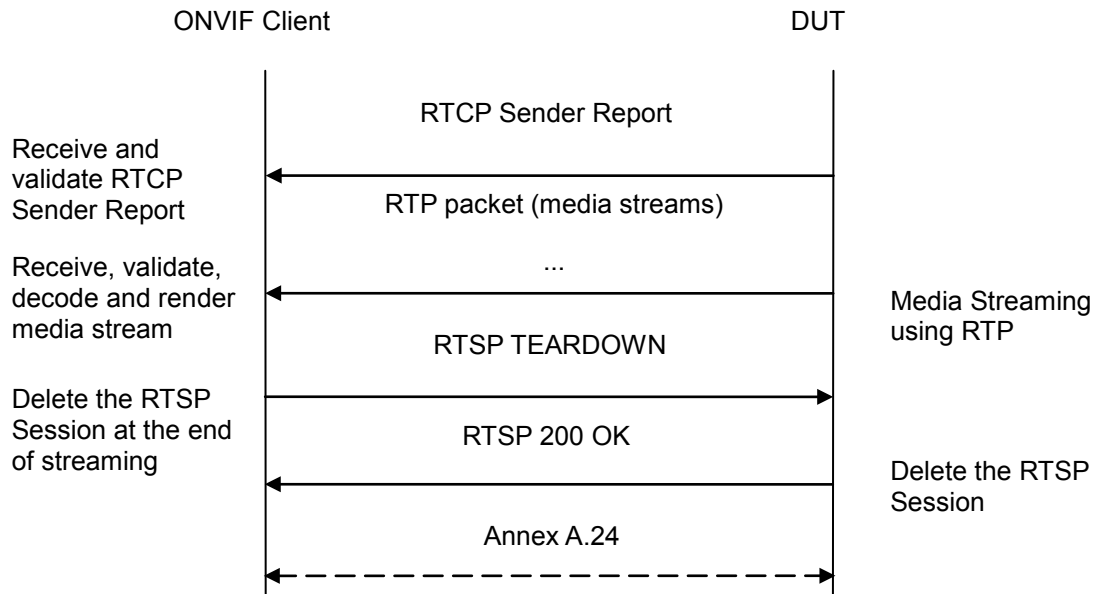 ONVIF Client
DUT
RTCP Sender Report
Receive and
validate RTCP
Sender Report
RTP packet (media streams)
Receive, validate,
decode and render
media stream
...
Media Streaming
using RTP
RTSP TEARDOWN
Delete the RTSP
Session at the end
of streaming
RTSP 200 OK
Delete the RTSP
Session
Annex A.24